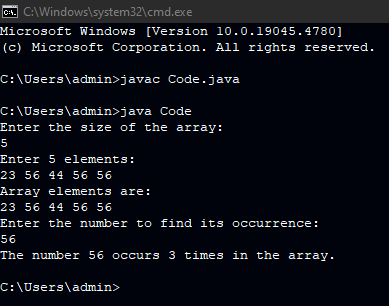 C:\Windows\system32\cmd.exe
Microsoft Windows [Version 10.0.19045.4780]
(c) Microsoft Corporation. All rights reserved.
C:\Users\admin>javac Code.java
C:\Users\admin>java Code
Enter the size of the array:
5
Enter 5 elements:
23 56 44 56 56
Array elements are:
23 56 44 56 56
Enter the number to find its occurrence:
56
The number 56 occurs 3 times in the array.
C:\Users\admin>